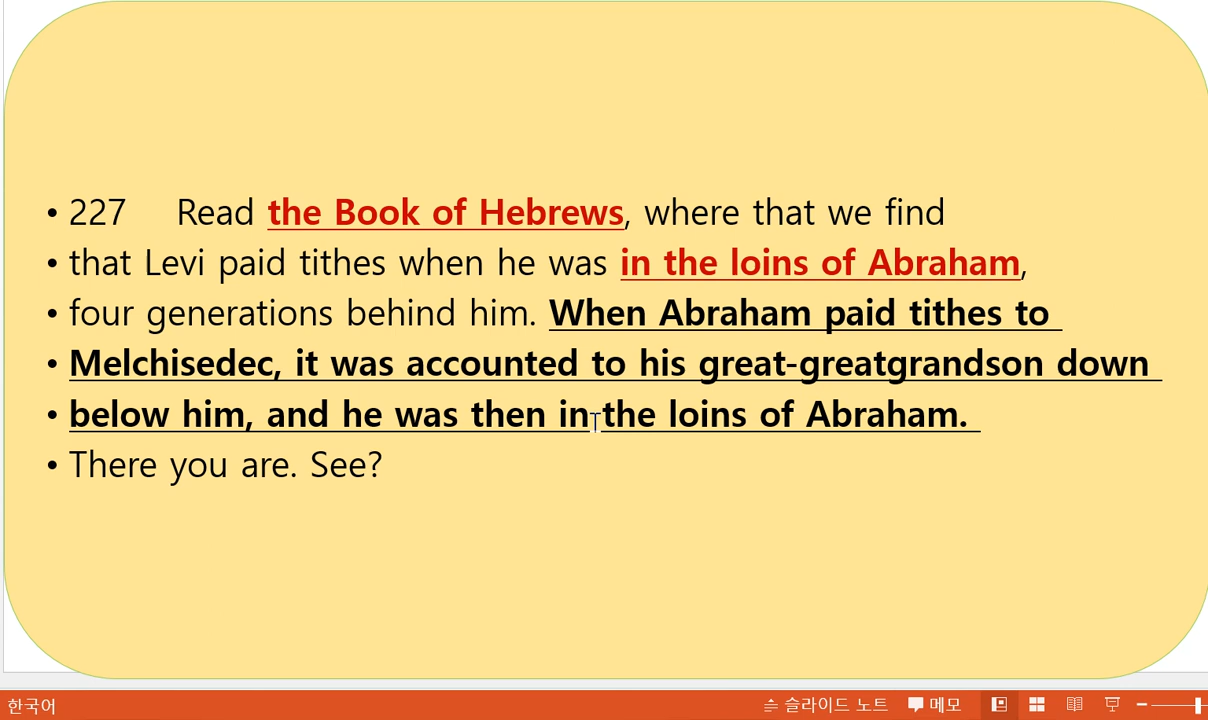 • 227 Read the Book of Hebrews, where that we find
• that Levi paid tithes when he was in the loins of Abraham,
• four generations behind him. When Abraham paid tithes to
• Melchisedec, it was accounted to his great-greatgrandson down
• below him, and he was then in the loins of Abraham.
• There you are. See?
한국어 슬라이드 노트 메모